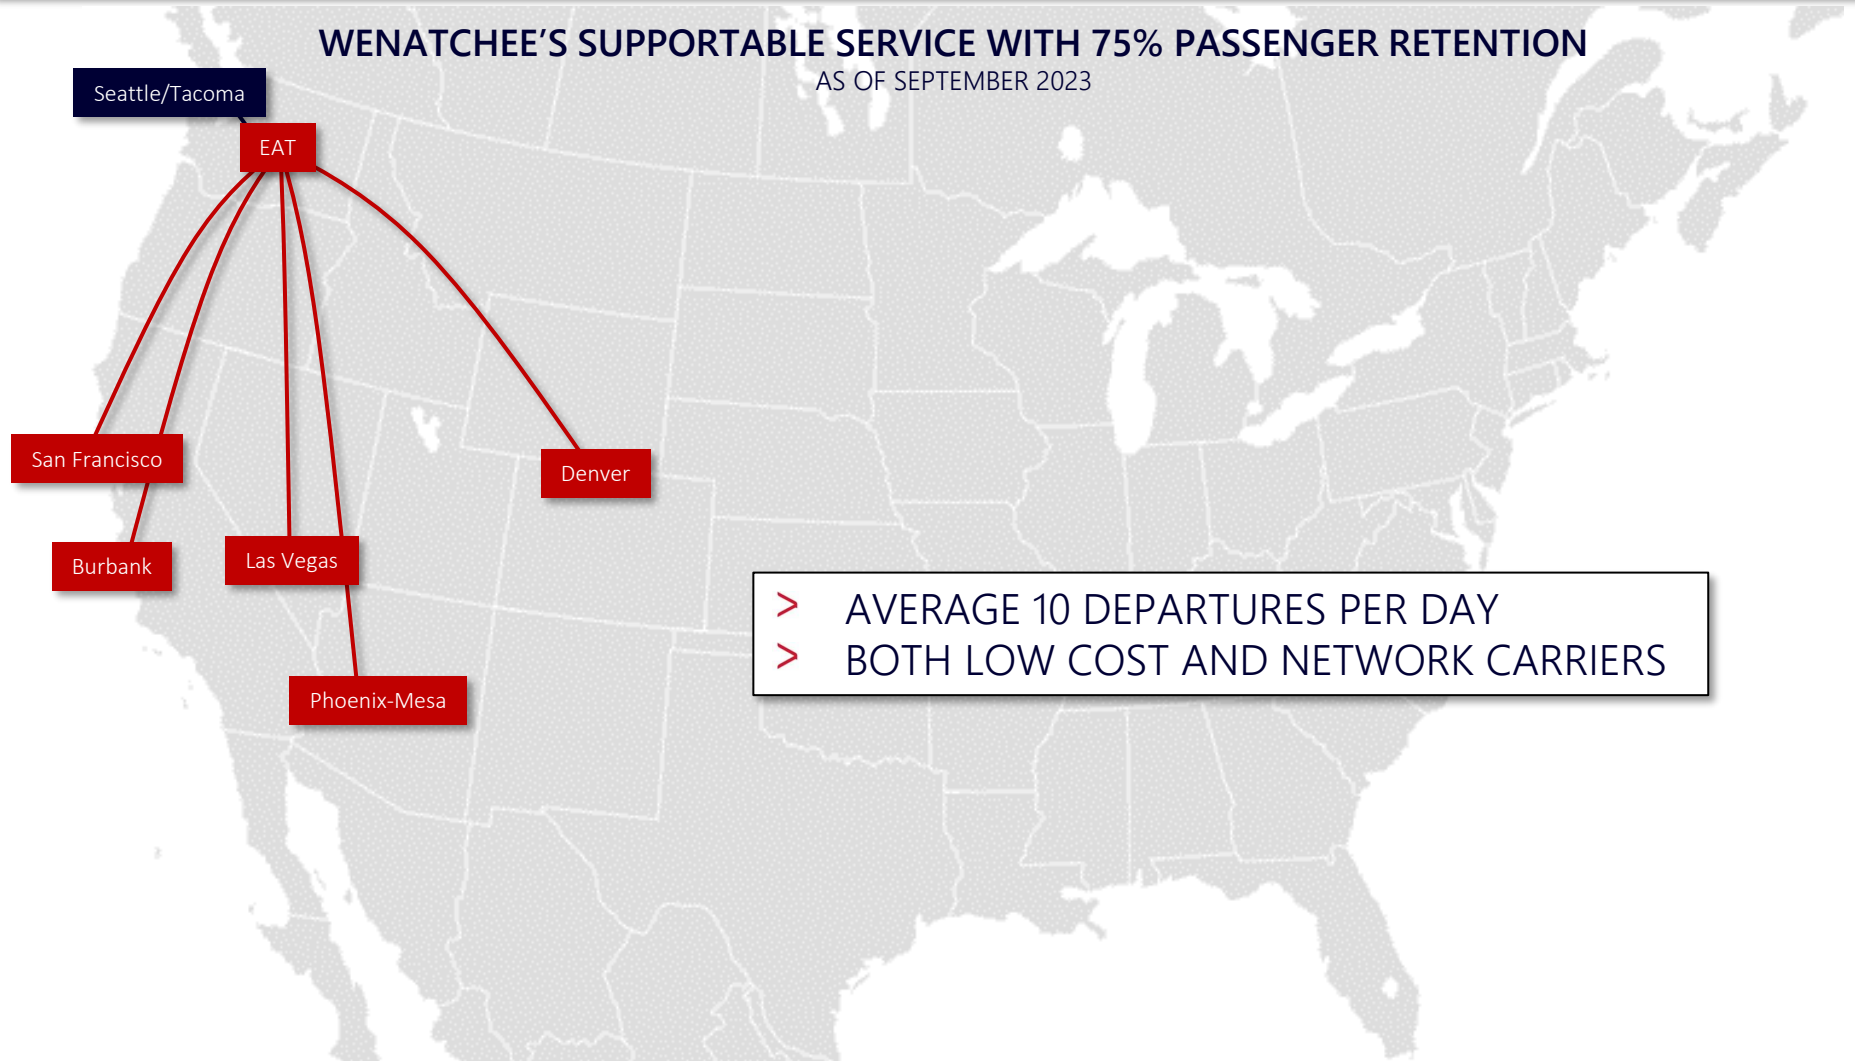 WENATCHEE’S SUPPORTABLE SERVICE WITH 75% PASSENGER RETENTION
AS OF SEPTEMBER 2023
Seattle/Tacoma
EAT
San Francisco
Denver
Burbank
Las Vegas
Phoenix-Mesa
> AVERAGE 10 DEPARTURES PER DAY
> BOTH LOW COST AND NETWORK CARRIERS